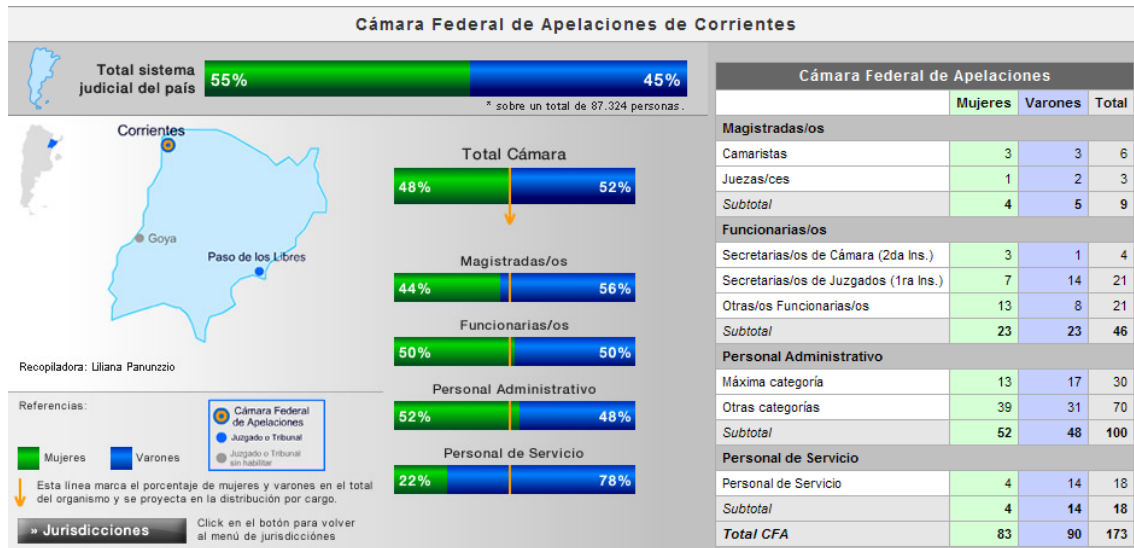 Cámara Federal de Apelaciones de Corrientes
Total sistema
judicial del país
55%
45%
* sobre un total de 87.324 personas.
Corrientes
Goya
Paso de los Libres
Recopiladora: Liliana Panunzzio
Referencias:
Mujeres
Varones
Cámara Federal
de Apelaciones
Juzgado o Tribunal
Juzgado o Tribunal
sin habilitar
Esta línea marca el porcentaje de mujeres y varones en el total
del organismo y se proyecta en la distribución por cargo.
» Jurisdicciones
Click en el botón para volver
al menú de jurisdicciónes
Total Cámara
48%
52%
Magistradas/os
44%
56%
Funcionarias/os
50%
50%
Personal Administrativo
52%
48%
Personal de Servicio
22%
78%
Cámara Federal de Apelaciones
Mujeres Varones Total
Magistradas/os
Camaristas 3 3 6
Juezas/ces 1 2 3
Subtotal 4 5 9
Funcionarias/os
Secretarias/os de Cámara (2da Ins.) 3 1 4
Secretarias/os de Juzgados (1ra Ins.) 7 14 21
Otras/os Funcionarias/os 13 8 21
Subtotal 23 23 46
Personal Administrativo
Máxima categoría 13 17 30
Otras categorías 39 31 70
Subtotal 52 48 100
Personal de Servicio
Personal de Servicio 4 14 18
Subtotal 4 14 18
Total CFA 83 90 173